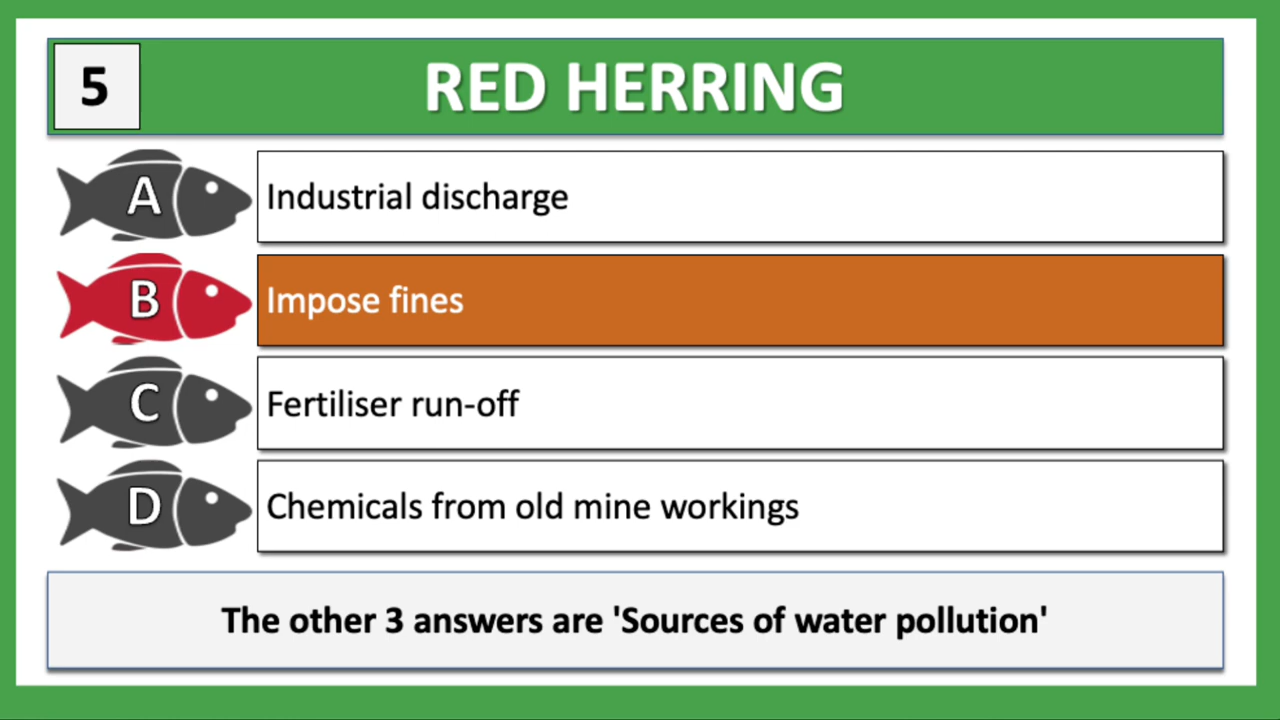 5
RED HERRING
A
Industrial discharge
B
Impose fines
C
Fertiliser run-off
D
Chemicals from old mine workings
The other 3 answers are 'Sources of water pollution'